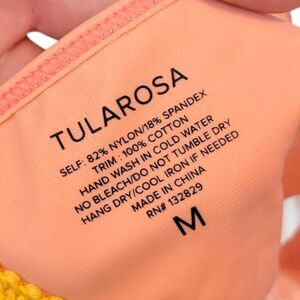 TULAROSA
SELF: 82% NYLON/18% SPANDEX
TRIM: 100% COTTON
HAND WASH IN COLD WATER
NO BLEACH/DO NOT TUMBLE DRY
HANG DRY/COOL IRON IF NEEDED
MADE IN CHINA
RN# 132829
M